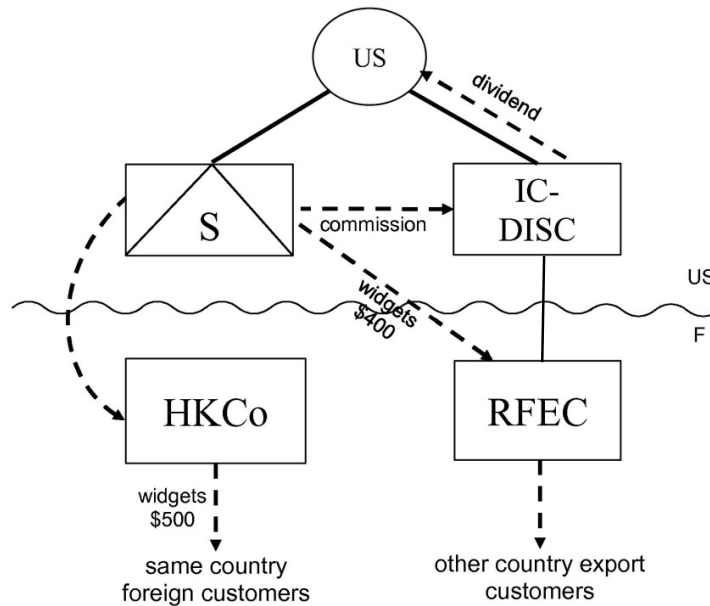 US
dividend
S
commission
IC-
DISC
widgets
$400
US
F
HKCo
RFEC
widgets
$500
same country
foreign customers
other country export
customers